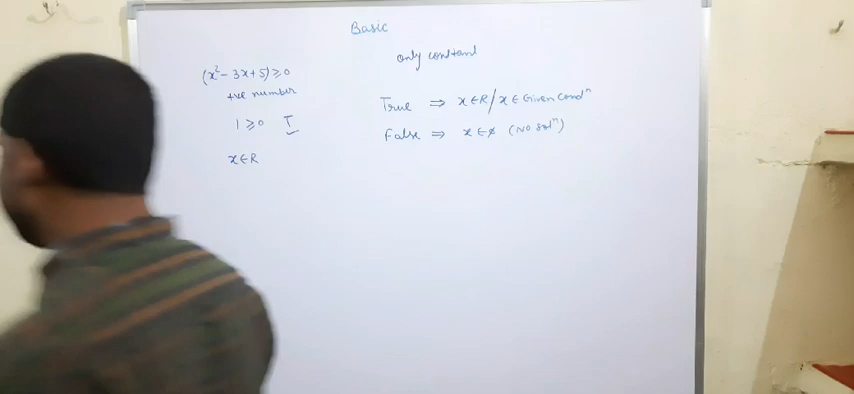 Basic
(x² - 3x + 5) ≥ 0
+ve number
1 ≥ 0 T
x ∈ R
only constant
True ⇒ x ∈ R / x ∈ Given condⁿ
False ⇒ x ∈ ϕ (No solⁿ)